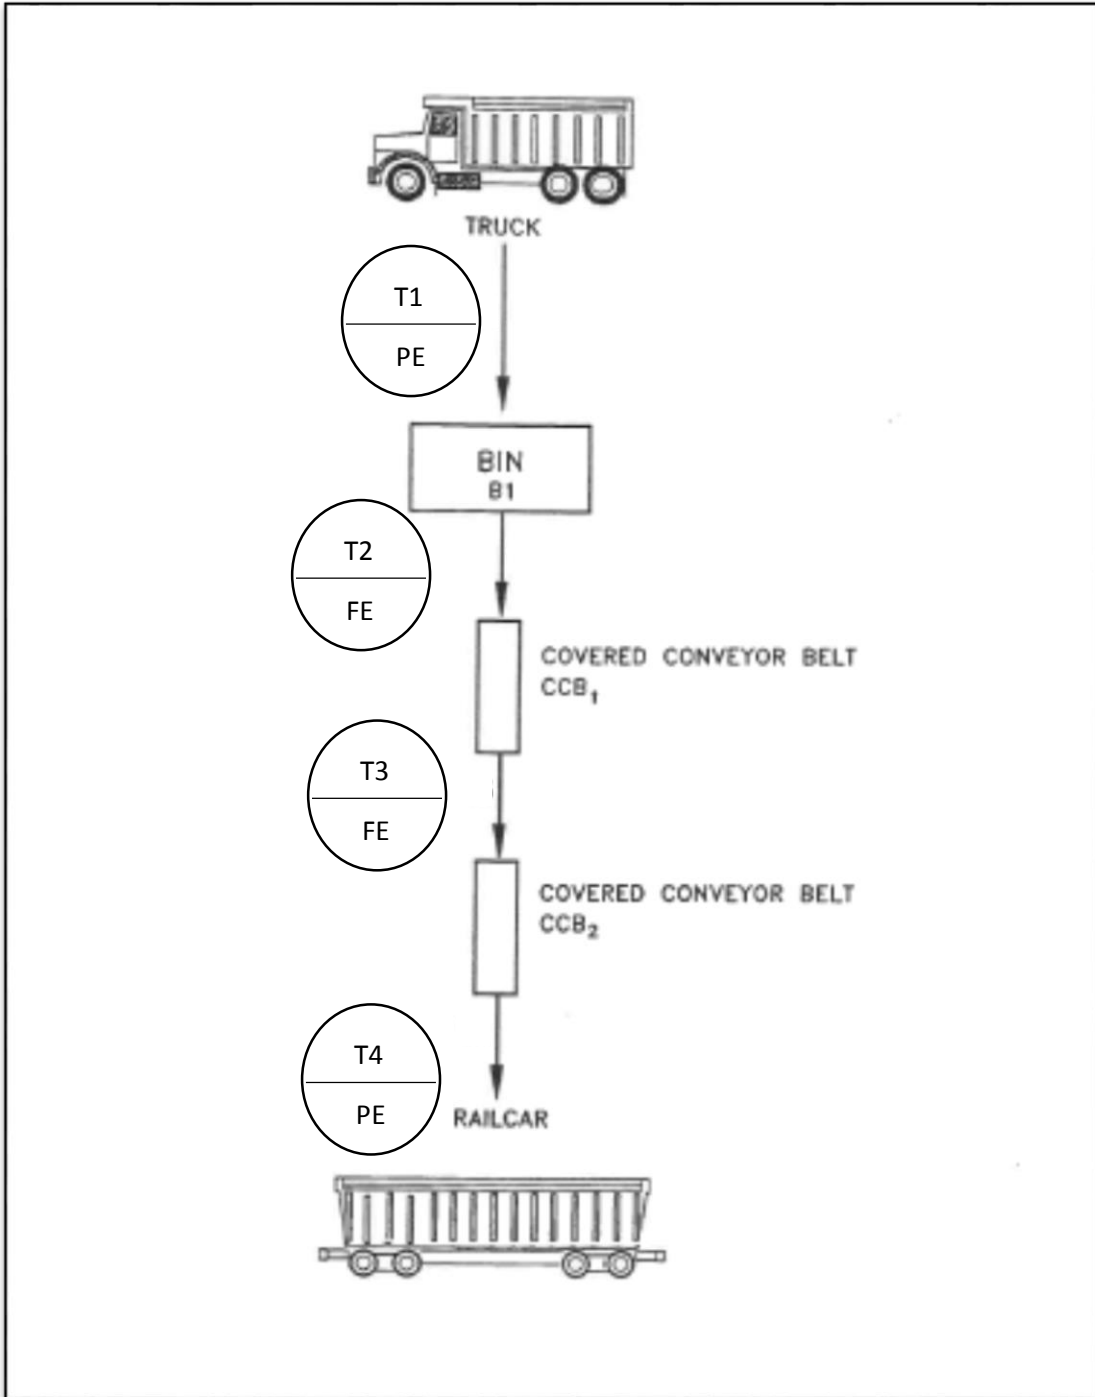 TRUCK
T1
PE
BIN
B1
T2
FE
COVERED CONVEYOR BELT
CCB₁
T3
FE
COVERED CONVEYOR BELT
CCB₂
T4
PE
RAILCAR